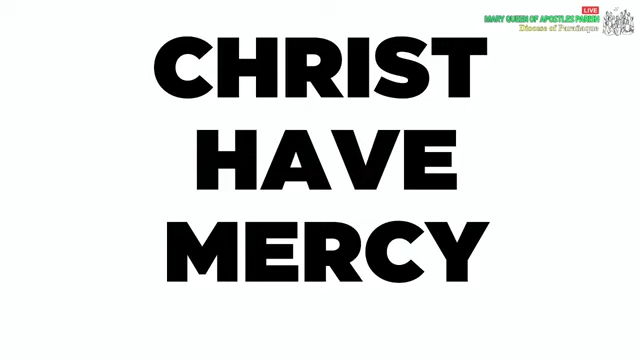 LIVE
MARY QUEEN OF APOSTLES PARISH
Diocese of Parañaque
CHRIST
HAVE
MERCY